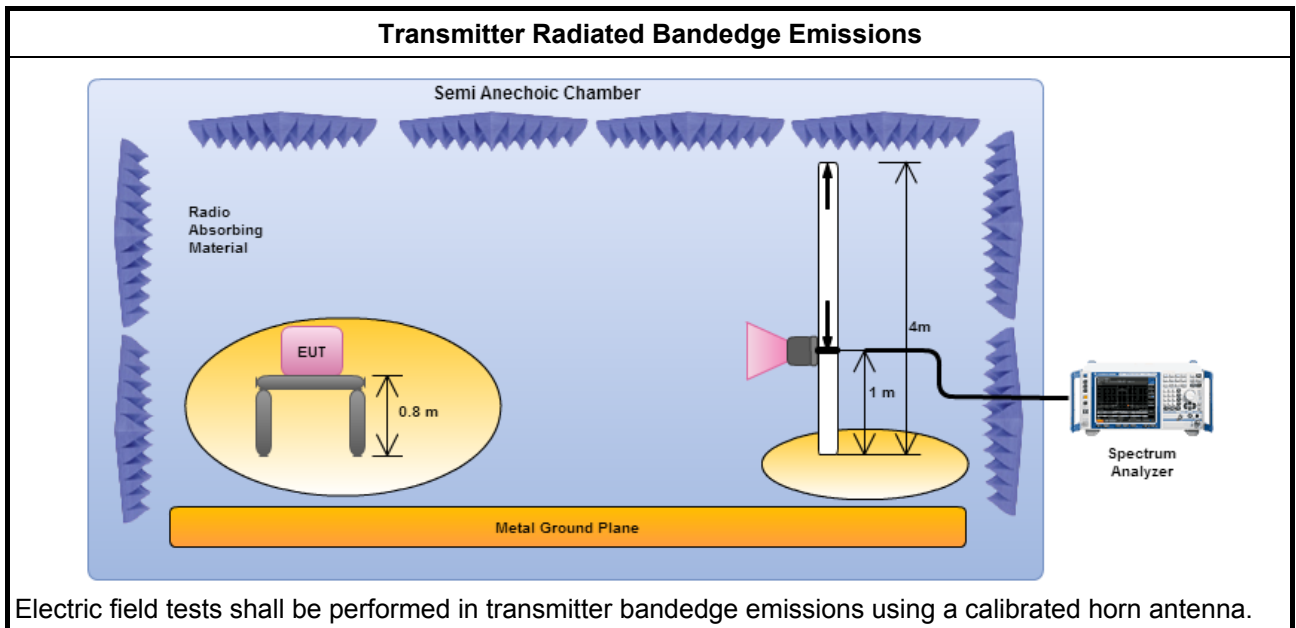 Transmitter Radiated Bandedge Emissions
Semi Anechoic Chamber
Radio
Absorbing
Material
EUT
0.8 m
4m
1 m
Spectrum
Analyzer
Metal Ground Plane
Electric field tests shall be performed in transmitter bandedge emissions using a calibrated horn antenna.